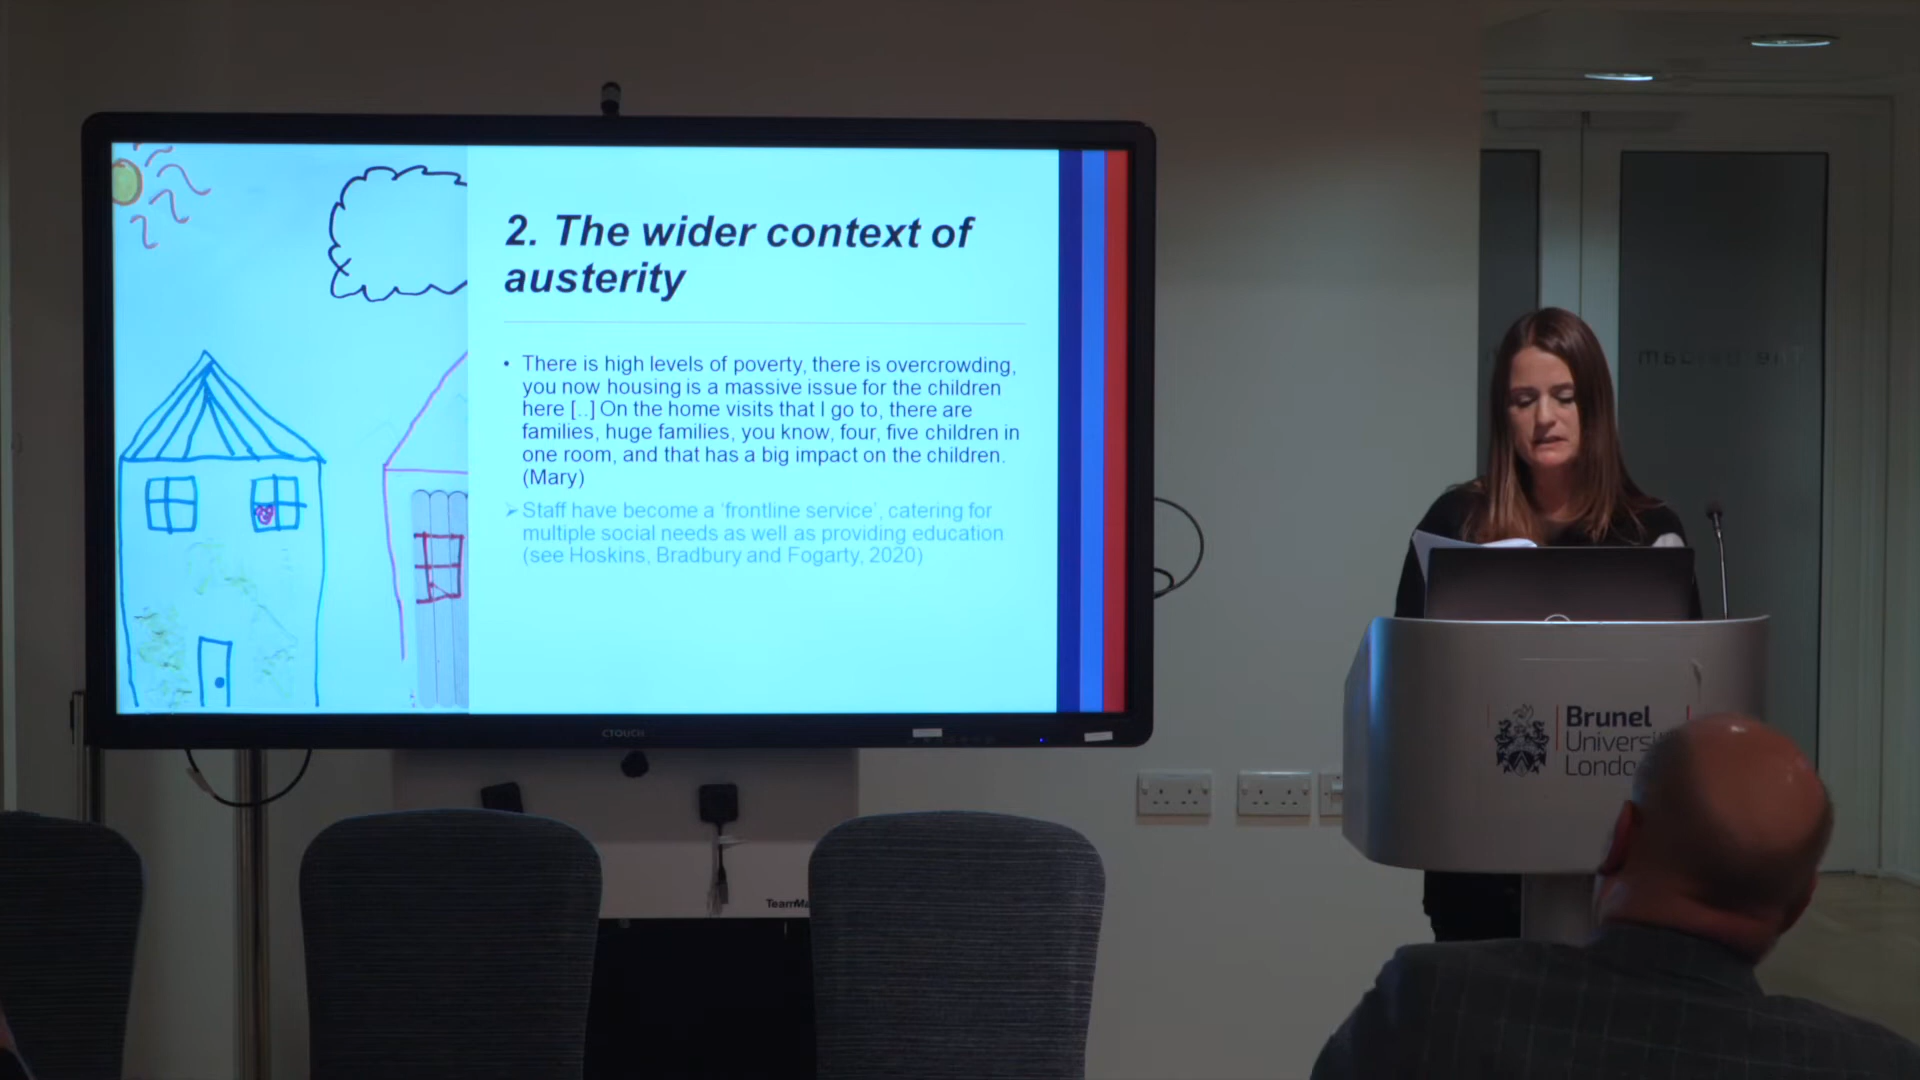 2. The wider context of
austerity
• There is high levels of poverty, there is overcrowding,
you now housing is a massive issue for the children
here [..] On the home visits that I go to, there are
families, huge families, you know, four, five children in
one room, and that has a big impact on the children.
(Mary)
➢ Staff have become a 'frontline service', catering for
multiple social needs as well as providing education
(see Hoskins, Bradbury and Fogarty, 2020)
CTOUCH
Brunel
Universi
Londo
TeamMa